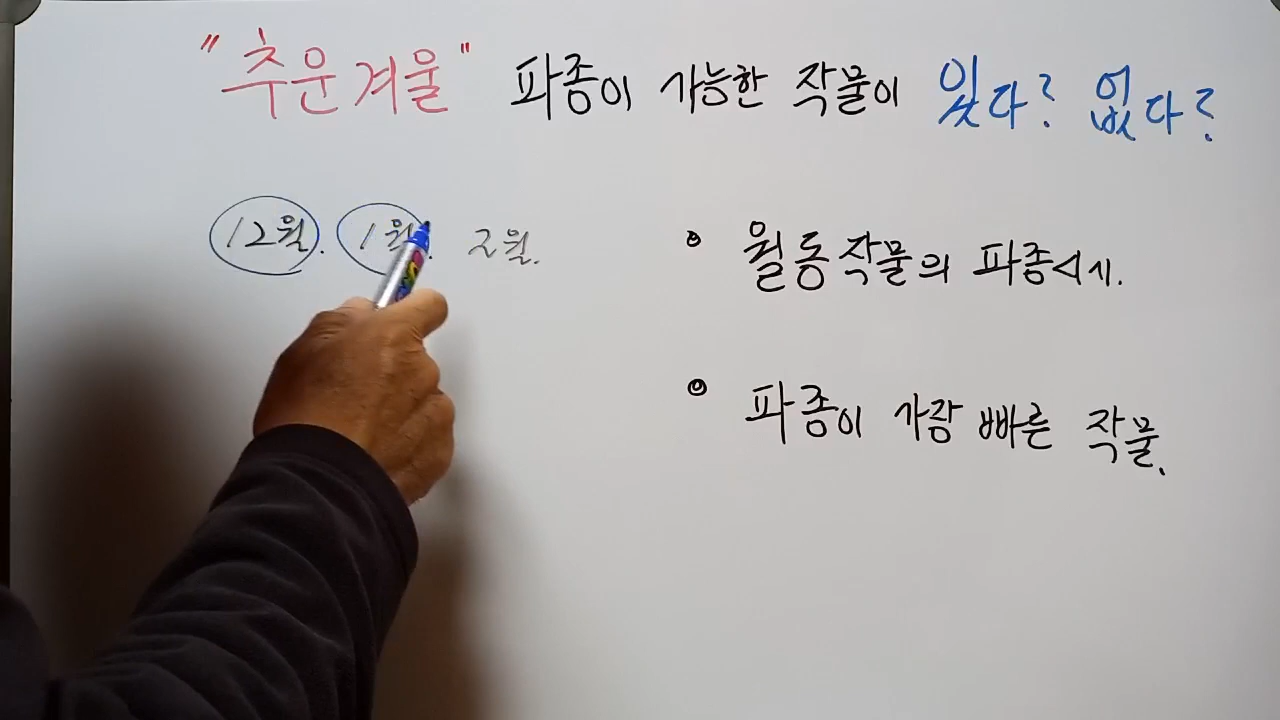 "추운겨울" 파종이 가능한 작물이 있다? 없다?
12월. 1월. 2월.
월동작물의 파종시.
파종이 가장 빠른 작물.